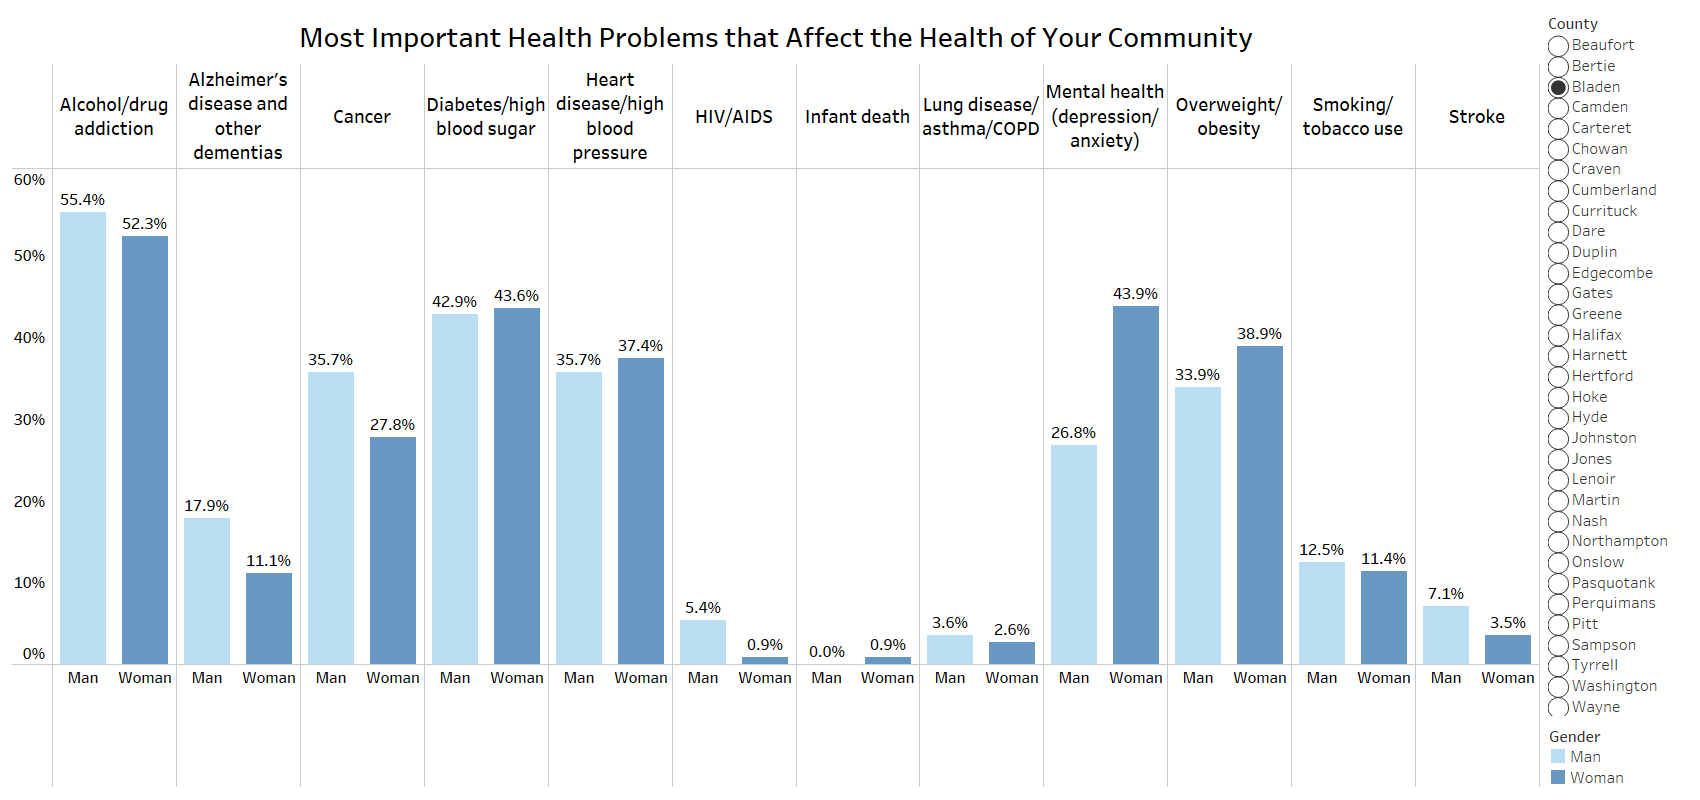 Most Important Health Problems that Affect the Health of Your Community
Alcohol/drug
addiction
Alzheimer's
disease and
other
dementias
Cancer
Diabetes/high
blood sugar
Heart
disease/high
blood
pressure
HIV/AIDS
Infant death
Lung disease/
asthma/COPD
Mental health
(depression/
anxiety)
Overweight/
obesity
Smoking/
tobacco use
Stroke
60%
50%
40%
30%
20%
10%
0%
55.4%
52.3%
17.9%
11.1%
35.7%
27.8%
42.9%
43.6%
35.7%
37.4%
5.4%
0.9%
0.0%
0.9%
3.6%
2.6%
26.8%
43.9%
33.9%
38.9%
12.5%
11.4%
7.1%
3.5%
Man Woman Man Woman Man Woman Man Woman Man Woman Man Woman Man Woman Man Woman Man Woman Man Woman Man Woman Man Woman
County
Beaufort
Bertie
Bladen
Camden
Carteret
Chowan
Craven
Cumberland
Currituck
Dare
Duplin
Edgecombe
Gates
Greene
Halifax
Harnett
Hertford
Hoke
Hyde
Johnston
Jones
Lenoir
Martin
Nash
Northampton
Onslow
Pasquotank
Perquimans
Pitt
Sampson
Tyrrell
Washington
Wayne
Gender
Man
Woman